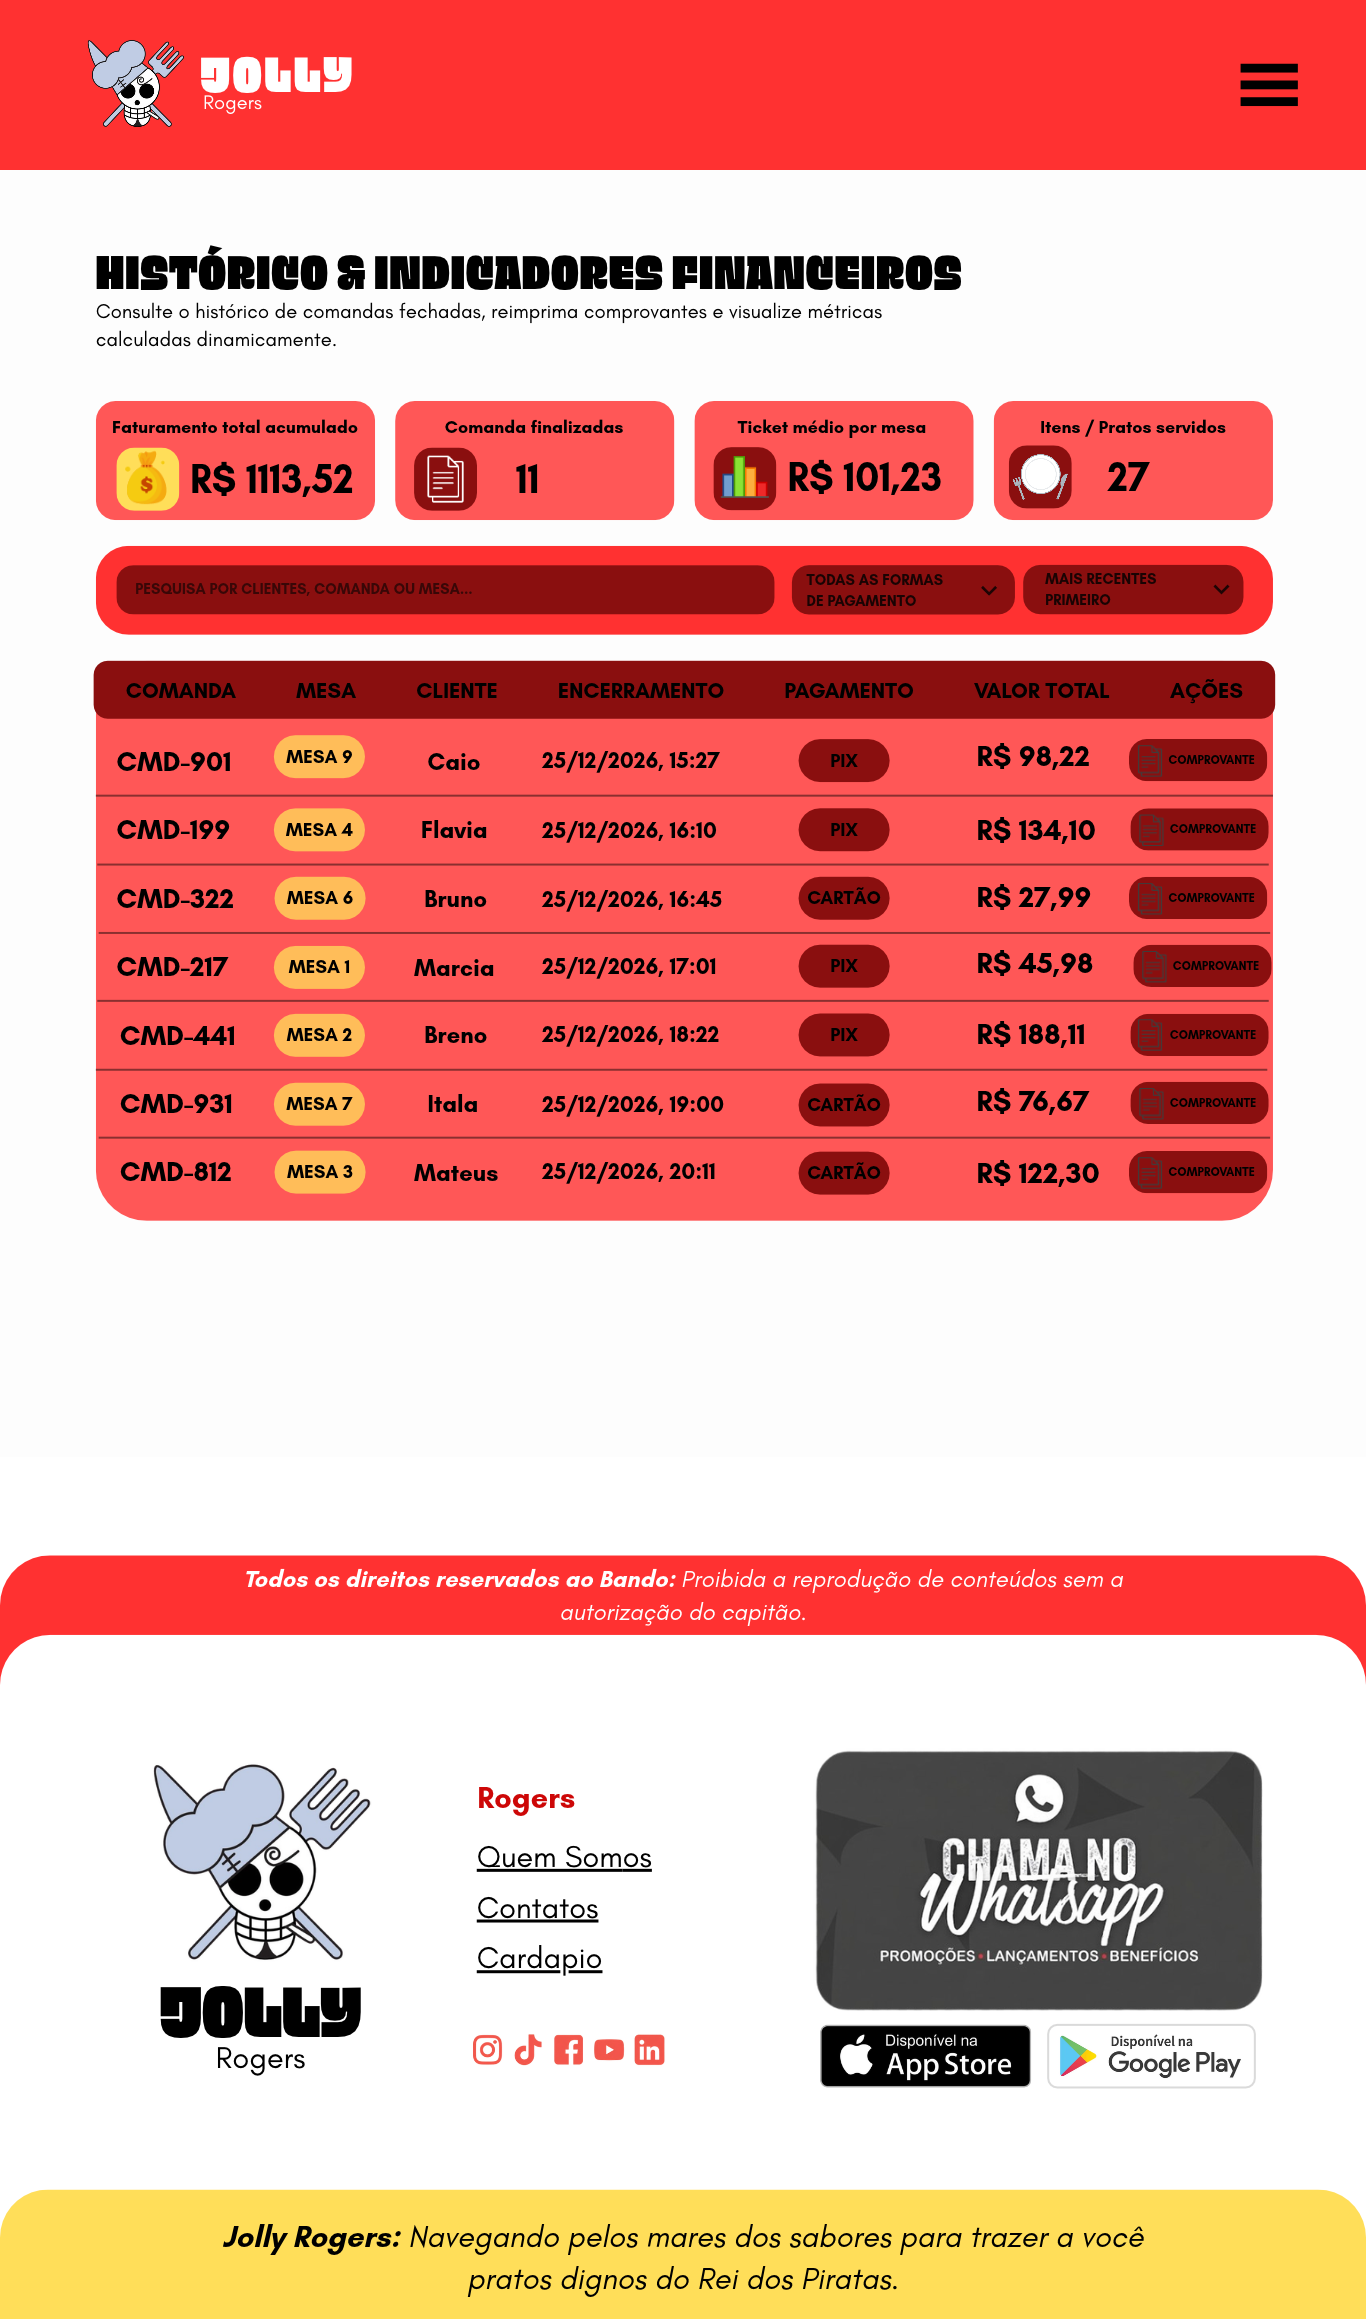 JOLLY
Rogers
HISTÓRICO & INDICADORES FINANCEIROS
Consulte o histórico de comandas fechadas, reimprima comprovantes e visualize métricas
calculadas dinamicamente.
Faturamento total acumulado
R$ 1113,52
Comanda finalizadas
11
Ticket médio por mesa
R$ 101,23
Itens / Pratos servidos
27
PESQUISA POR CLIENTES, COMANDA OU MESA...
TODAS AS FORMAS
DE PAGAMENTO
MAIS RECENTES
PRIMEIRO
COMANDA MESA CLIENTE ENCERRAMENTO PAGAMENTO VALOR TOTAL AÇÕES
CMD-901 MESA 9 Caio 25/12/2026, 15:27 PIX R$ 98,22 COMPROVANTE
CMD-199 MESA 4 Flavia 25/12/2026, 16:10 PIX R$ 134,10 COMPROVANTE
CMD-322 MESA 6 Bruno 25/12/2026, 16:45 CARTÃO R$ 27,99 COMPROVANTE
CMD-217 MESA 1 Marcia 25/12/2026, 17:01 PIX R$ 45,98 COMPROVANTE
CMD-441 MESA 2 Breno 25/12/2026, 18:22 PIX R$ 188,11 COMPROVANTE
CMD-931 MESA 7 Itala 25/12/2026, 19:00 CARTÃO R$ 76,67 COMPROVANTE
CMD-812 MESA 3 Mateus 25/12/2026, 20:11 CARTÃO R$ 122,30 COMPROVANTE
Todos os direitos reservados ao Bando: Proibida a reprodução de conteúdos sem a
autorização do capitão.
JOLLY
Rogers
Rogers
Quem Somos
Contatos
Cardapio
CHAMA NO
Whatsapp
PROMOÇÕES • LANÇAMENTOS • BENEFÍCIOS
Disponível na
App Store
Disponível na
Google Play
Jolly Rogers: Navegando pelos mares dos sabores para trazer a você
pratos dignos do Rei dos Piratas.